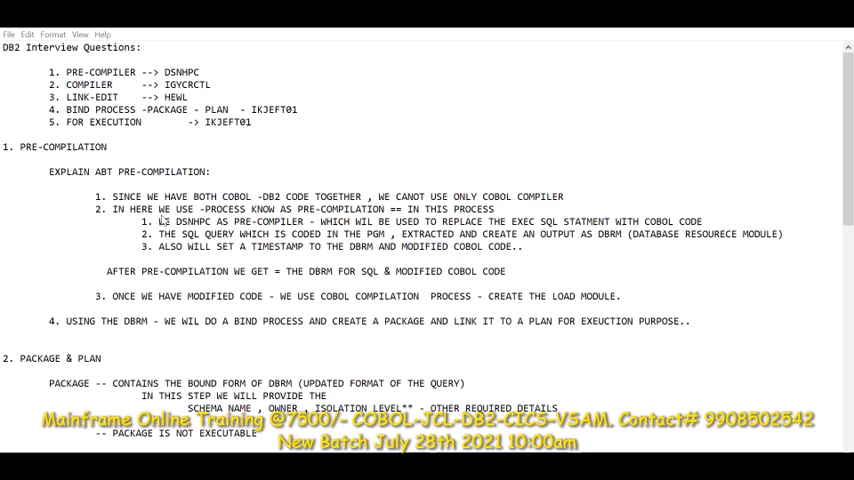 File Edit Format View Help
DB2 Interview Questions:
1. PRE-COMPILER --> DSNHPC
2. COMPILER --> IGYCRCTL
3. LINK-EDIT --> HEWL
4. BIND PROCESS -PACKAGE - PLAN - IKJEFT01
5. FOR EXECUTION -> IKJEFT01
1. PRE-COMPILATION
EXPLAIN ABT PRE-COMPILATION:
1. SINCE WE HAVE BOTH COBOL -DB2 CODE TOGETHER , WE CANOT USE ONLY COBOL COMPILER
2. IN HERE WE USE -PROCESS KNOW AS PRE-COMPILATION == IN THIS PROCESS
1. WE DSNHPC AS PRE-COMPILER - WHICH WIL BE USED TO REPLACE THE EXEC SQL STATMENT WITH COBOL CODE
2. THE SQL QUERY WHICH IS CODED IN THE PGM , EXTRACTED AND CREATE AN OUTPUT AS DBRM (DATABASE RESOURECE MODULE)
3. ALSO WILL SET A TIMESTAMP TO THE DBRM AND MODIFIED COBOL CODE..
AFTER PRE-COMPILATION WE GET = THE DBRM FOR SQL & MODIFIED COBOL CODE
3. ONCE WE HAVE MODIFIED CODE - WE USE COBOL COMPILATION PROCESS - CREATE THE LOAD MODULE.
4. USING THE DBRM - WE WIL DO A BIND PROCESS AND CREATE A PACKAGE AND LINK IT TO A PLAN FOR EXEUCTION PURPOSE..
2. PACKAGE & PLAN
PACKAGE -- CONTAINS THE BOUND FORM OF DBRM (UPDATED FORMAT OF THE QUERY)
IN THIS STEP WE WILL PROVIDE THE
SCHEMA NAME , OWNER , ISOLATION LEVEL** - OTHER REQUIRED DETAILS
Mainframe Online Training @7500/- COBOL-JCL-DB2-CICS-VSAM. Contact# 9908502542
-- PACKAGE IS NOT EXECUTABLE
New Batch July 28th 2021 10:00am